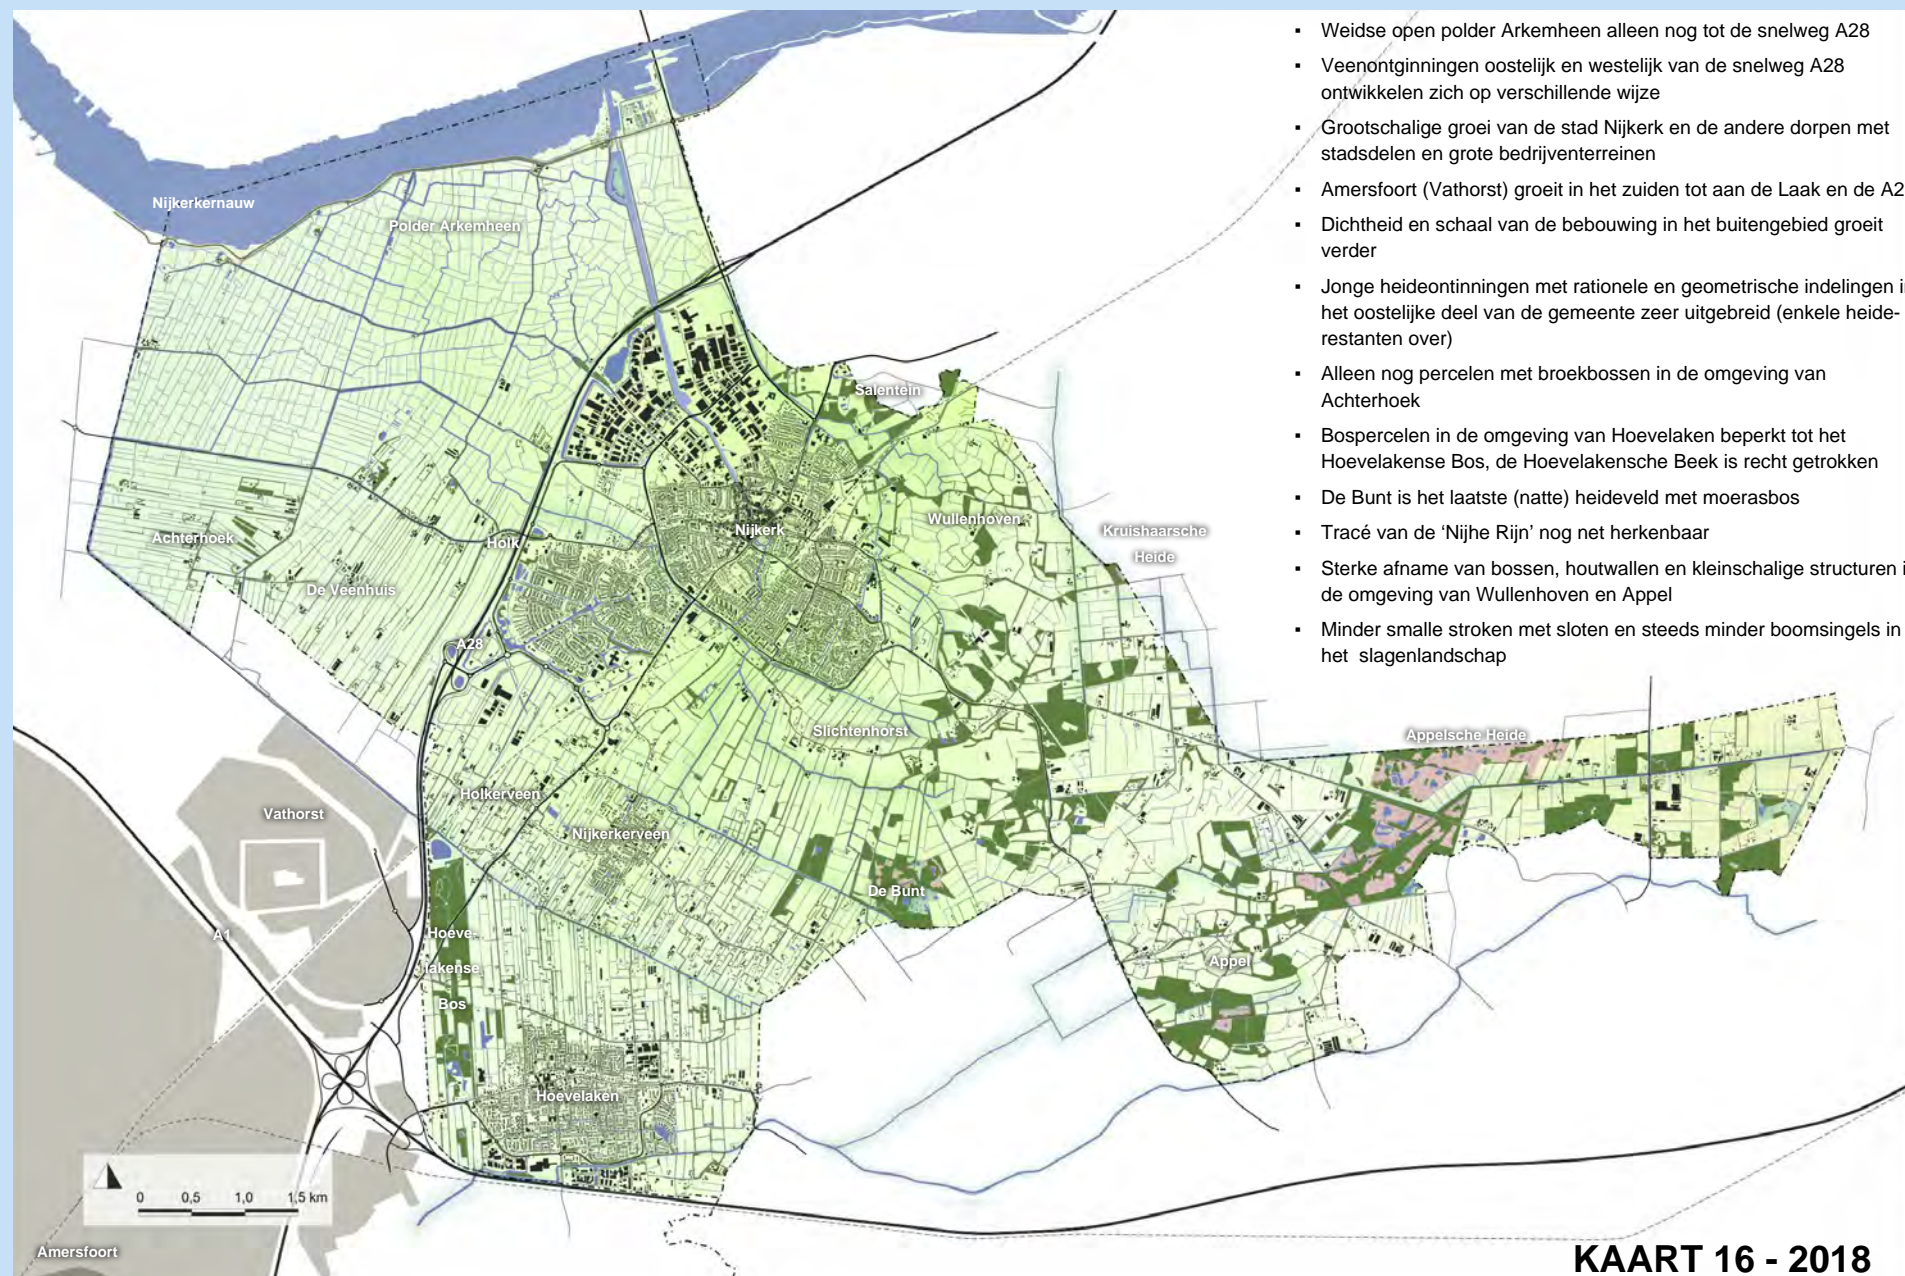 ▪ Weidse open polder Arkemheen alleen nog tot de snelweg A28
▪ Veenontginningen oostelijk en westelijk van de snelweg A28
ontwikkelen zich op verschillende wijze
▪ Grootschalige groei van de stad Nijkerk en de andere dorpen met
stadsdelen en grote bedrijventerreinen
▪ Amersfoort (Vathorst) groeit in het zuiden tot aan de Laak en de A2
▪ Dichtheid en schaal van de bebouwing in het buitengebied groeit
verder
▪ Jonge heideontinningen met rationele en geometrische indelingen i
het oostelijke deel van de gemeente zeer uitgebreid (enkele heide-
restanten over)
▪ Alleen nog percelen met broekbossen in de omgeving van
Achterhoek
▪ Bospercelen in de omgeving van Hoevelaken beperkt tot het
Hoevelakense Bos, de Hoevelakensche Beek is recht getrokken
▪ De Bunt is het laatste (natte) heideveld met moerasbos
▪ Tracé van de ‘Nijhe Rijn’ nog net herkenbaar
▪ Sterke afname van bossen, houtwallen en kleinschalige structuren i
de omgeving van Wullenhoven en Appel
▪ Minder smalle stroken met sloten en steeds minder boomsingels in
het slagenlandschap
Nijkerkernauw
Polder Arkemheen
Salentein
Wullenhoven
Kruishaarsche
Heide
Nijkerk
Achterhoek
Holk
De Veenhuis
A28
Slichtenhorst
Appelsche Heide
Holkerveen
Vathorst
Nijkerkerveen
De Bunt
A1
Hoeve-
lakense
Bos
Appel
Hoevelaken
0 0,5 1,0 1,5 km
Amersfoort
KAART 16 - 2018